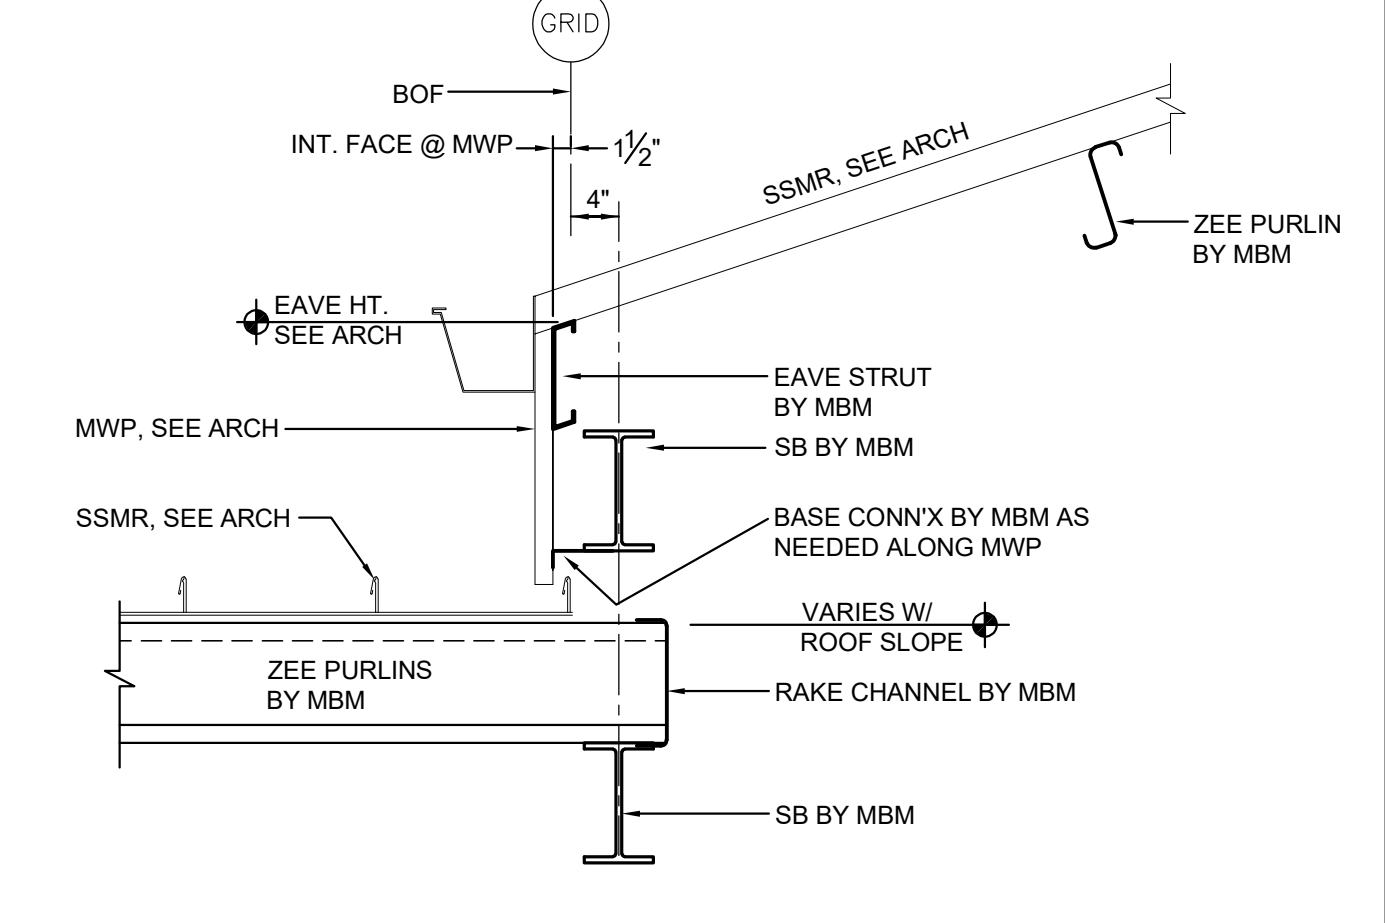 GRID
BOF
INT. FACE @ MWP
1½"
4"
SSMR, SEE ARCH
ZEE PURLIN
BY MBM
EAVE HT.
SEE ARCH
EAVE STRUT
BY MBM
MWP, SEE ARCH
SB BY MBM
SSMR, SEE ARCH
BASE CONN'X BY MBM AS
NEEDED ALONG MWP
VARIES W/
ROOF SLOPE
ZEE PURLINS
BY MBM
RAKE CHANNEL BY MBM
SB BY MBM